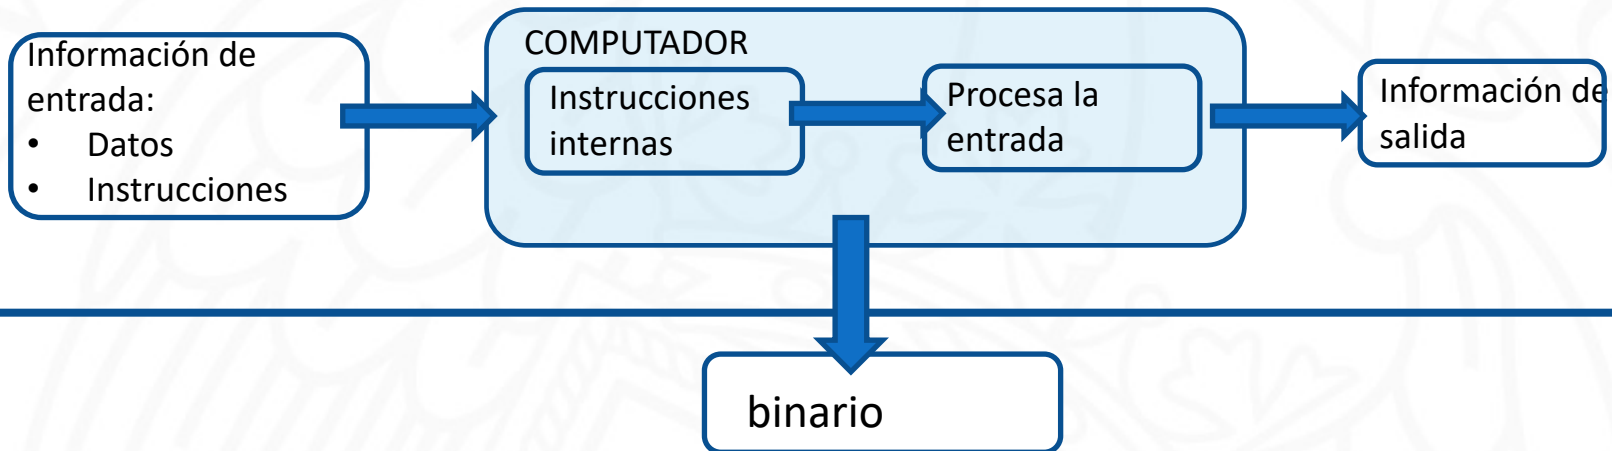 Información de
entrada:
• Datos
• Instrucciones
COMPUTADOR
Instrucciones
internas
Procesa la
entrada
Información de
salida
binario